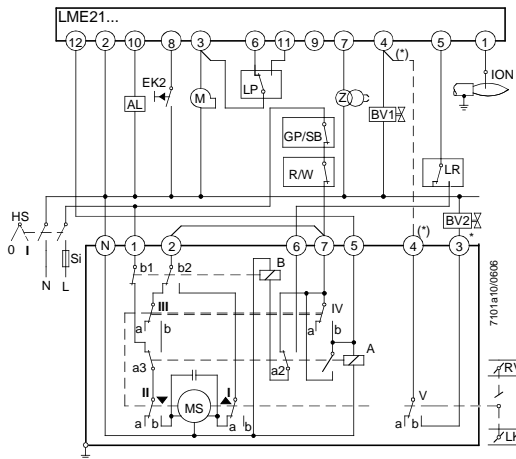 LME21...
12 2 10 8 3 6 11 9 7 4 (*) 5 1
EK2
ION
AL
M
LP
Z
BV1
GP/SB
R/W
LR
HS
0 I
Si
N L
BV2
N 1 2 6 7 5 4 (*) 3 *
b1 b2
B
III
IV
a b
a b
A
a3
a2
II
I
MS
V
a b
a b
a b
RV
LK
7101a10/0606